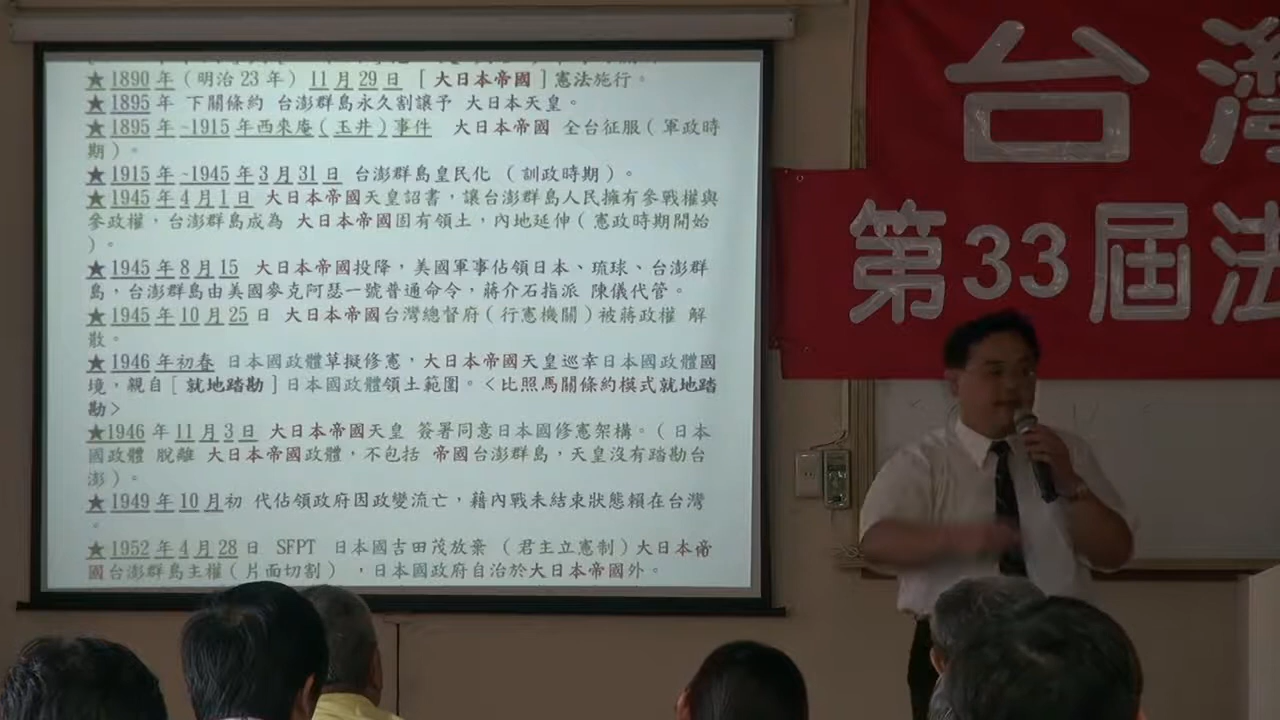 ★1890年(明治23年) 11月29日 [大日本帝國]憲法施行。
★1895年 下關條約 台澎群島永久割讓予 大日本天皇。
★1895年~1915年西來庵(玉井)事件 大日本帝國 全台征服(軍政時
期)。
★1915年~1945年3月31日 台澎群島皇民化 (訓政時期)。
★1945年4月1日 大日本帝國天皇詔書,讓台澎群島人民擁有參戰權與
參政權,台澎群島成為 大日本帝國固有領土,內地延伸(憲政時期開始
)。
★1945年8月15 大日本帝國投降,美國軍事佔領日本、琉球、台澎群
島,台澎群島由美國麥克阿瑟一號普通命令,蔣介石指派 陳儀代管。
★1945年10月25日 大日本帝國台灣總督府(行憲機關)被蔣政權 解
散。
★1946年初春 日本國政體草擬修憲,大日本帝國天皇巡幸日本國政體國
境,親自[就地踏勘]日本國政體領土範圍。<比照馬關條約模式就地踏
勘>
★1946年11月3日 大日本帝國天皇 簽署同意日本國修憲架構。(日本
國政體 脫離 大日本帝國政體,不包括 帝國台澎群島,天皇沒有踏勘台
澎)。
★1949年10月初 代佔領政府因政變流亡,藉內戰未結束狀態賴在台灣
。
★1952年4月28日 SFPT 日本國吉田茂放棄 (君主立憲制)大日本帝
國台澎群島主權(片面切割) ,日本國政府自治於大日本帝國外。
台灣
第33屆法